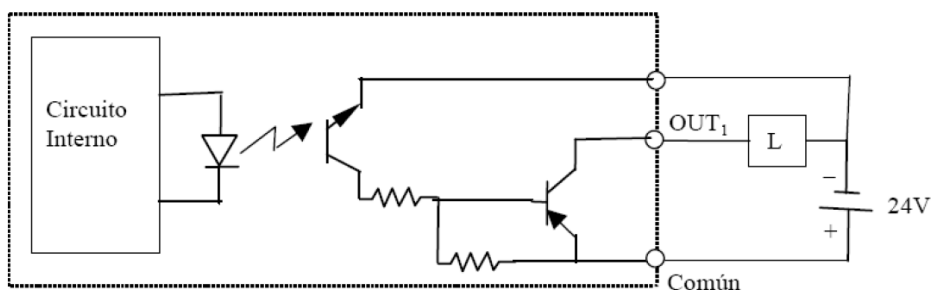 Circuito
Interno
OUT₁
L
−
24V
+
Común